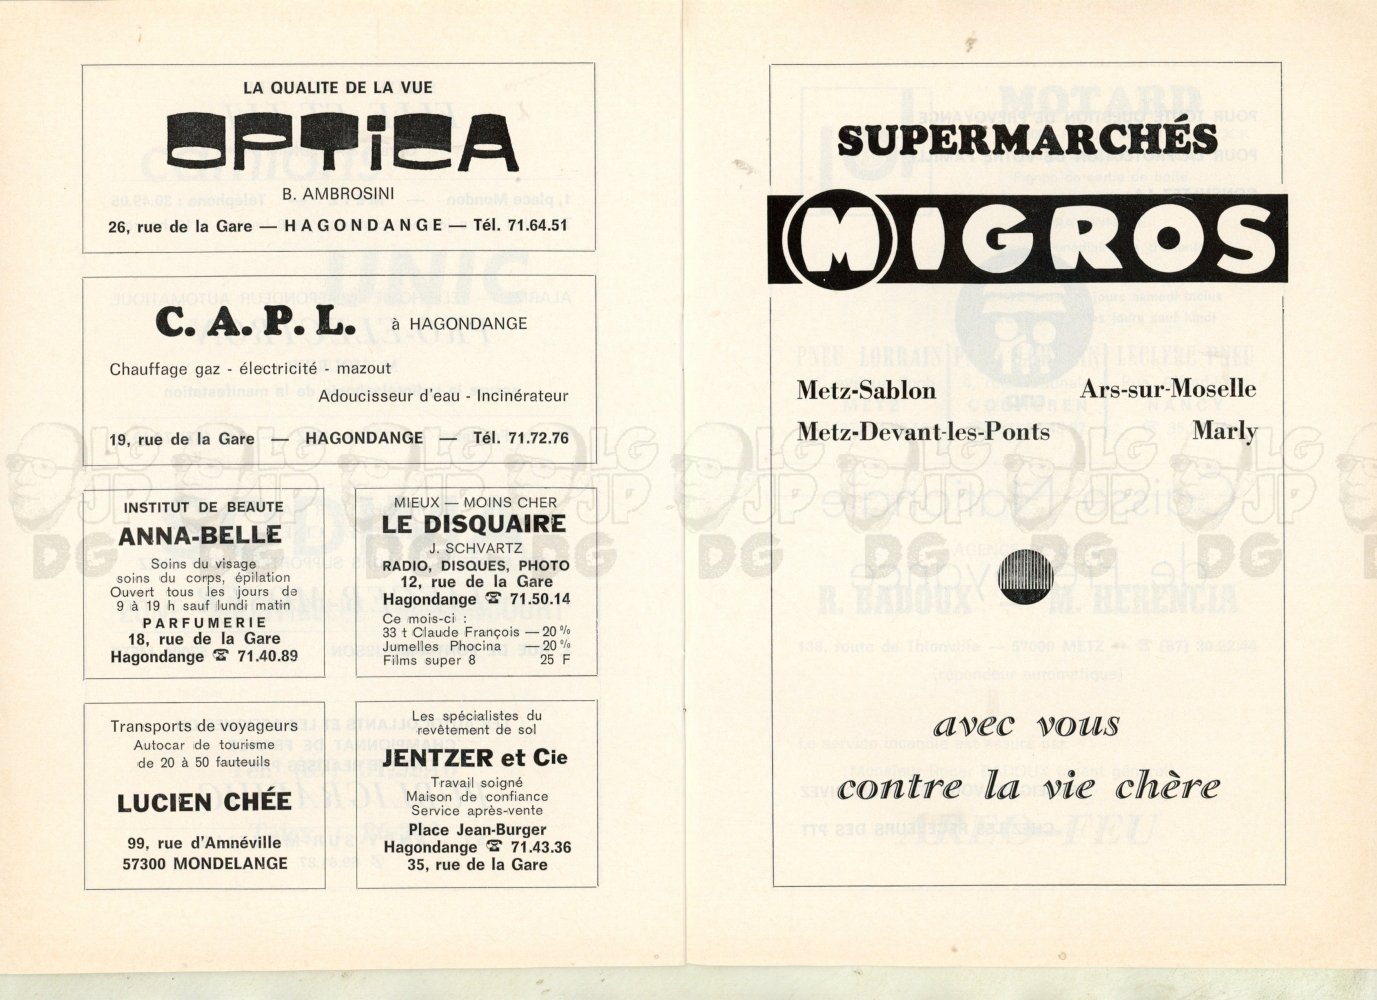 LA QUALITE DE LA VUE
OPTiCA
B. AMBROSINI
26, rue de la Gare — HAGONDANGE — Tél. 71.64.51
C. A. P. L. à HAGONDANGE
Chauffage gaz - électricité - mazout
Adoucisseur d'eau - Incinérateur
19, rue de la Gare — HAGONDANGE — Tél. 71.72.76
INSTITUT DE BEAUTE
ANNA-BELLE
Soins du visage
soins du corps, épilation
Ouvert tous les jours de
9 à 19 h sauf lundi matin
PARFUMERIE
18, rue de la Gare
Hagondange ☎ 71.40.89
MIEUX — MOINS CHER
LE DISQUAIRE
J. SCHVARTZ
RADIO, DISQUES, PHOTO
12, rue de la Gare
Hagondange ☎ 71.50.14
Ce mois-ci :
33 t Claude François — 20 %
Jumelles Phocina — 20 %
Films super 8 25 F
Transports de voyageurs
Autocar de tourisme
de 20 à 50 fauteuils
LUCIEN CHÉE
99, rue d'Amnéville
57300 MONDELANGE
Les spécialistes du
revêtement de sol
JENTZER et Cie
Travail soigné
Maison de confiance
Service après-vente
Place Jean-Burger
Hagondange ☎ 71.43.36
35, rue de la Gare
SUPERMARCHÉS
MIGROS
Metz-Sablon Ars-sur-Moselle
Metz-Devant-les-Ponts Marly
avec vous
contre la vie chère